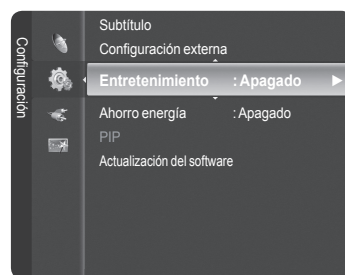 Configuración
Subtítulo
Configuración externa
Entretenimiento : Apagado
Ahorro energía : Apagado
PIP
Actualización del software